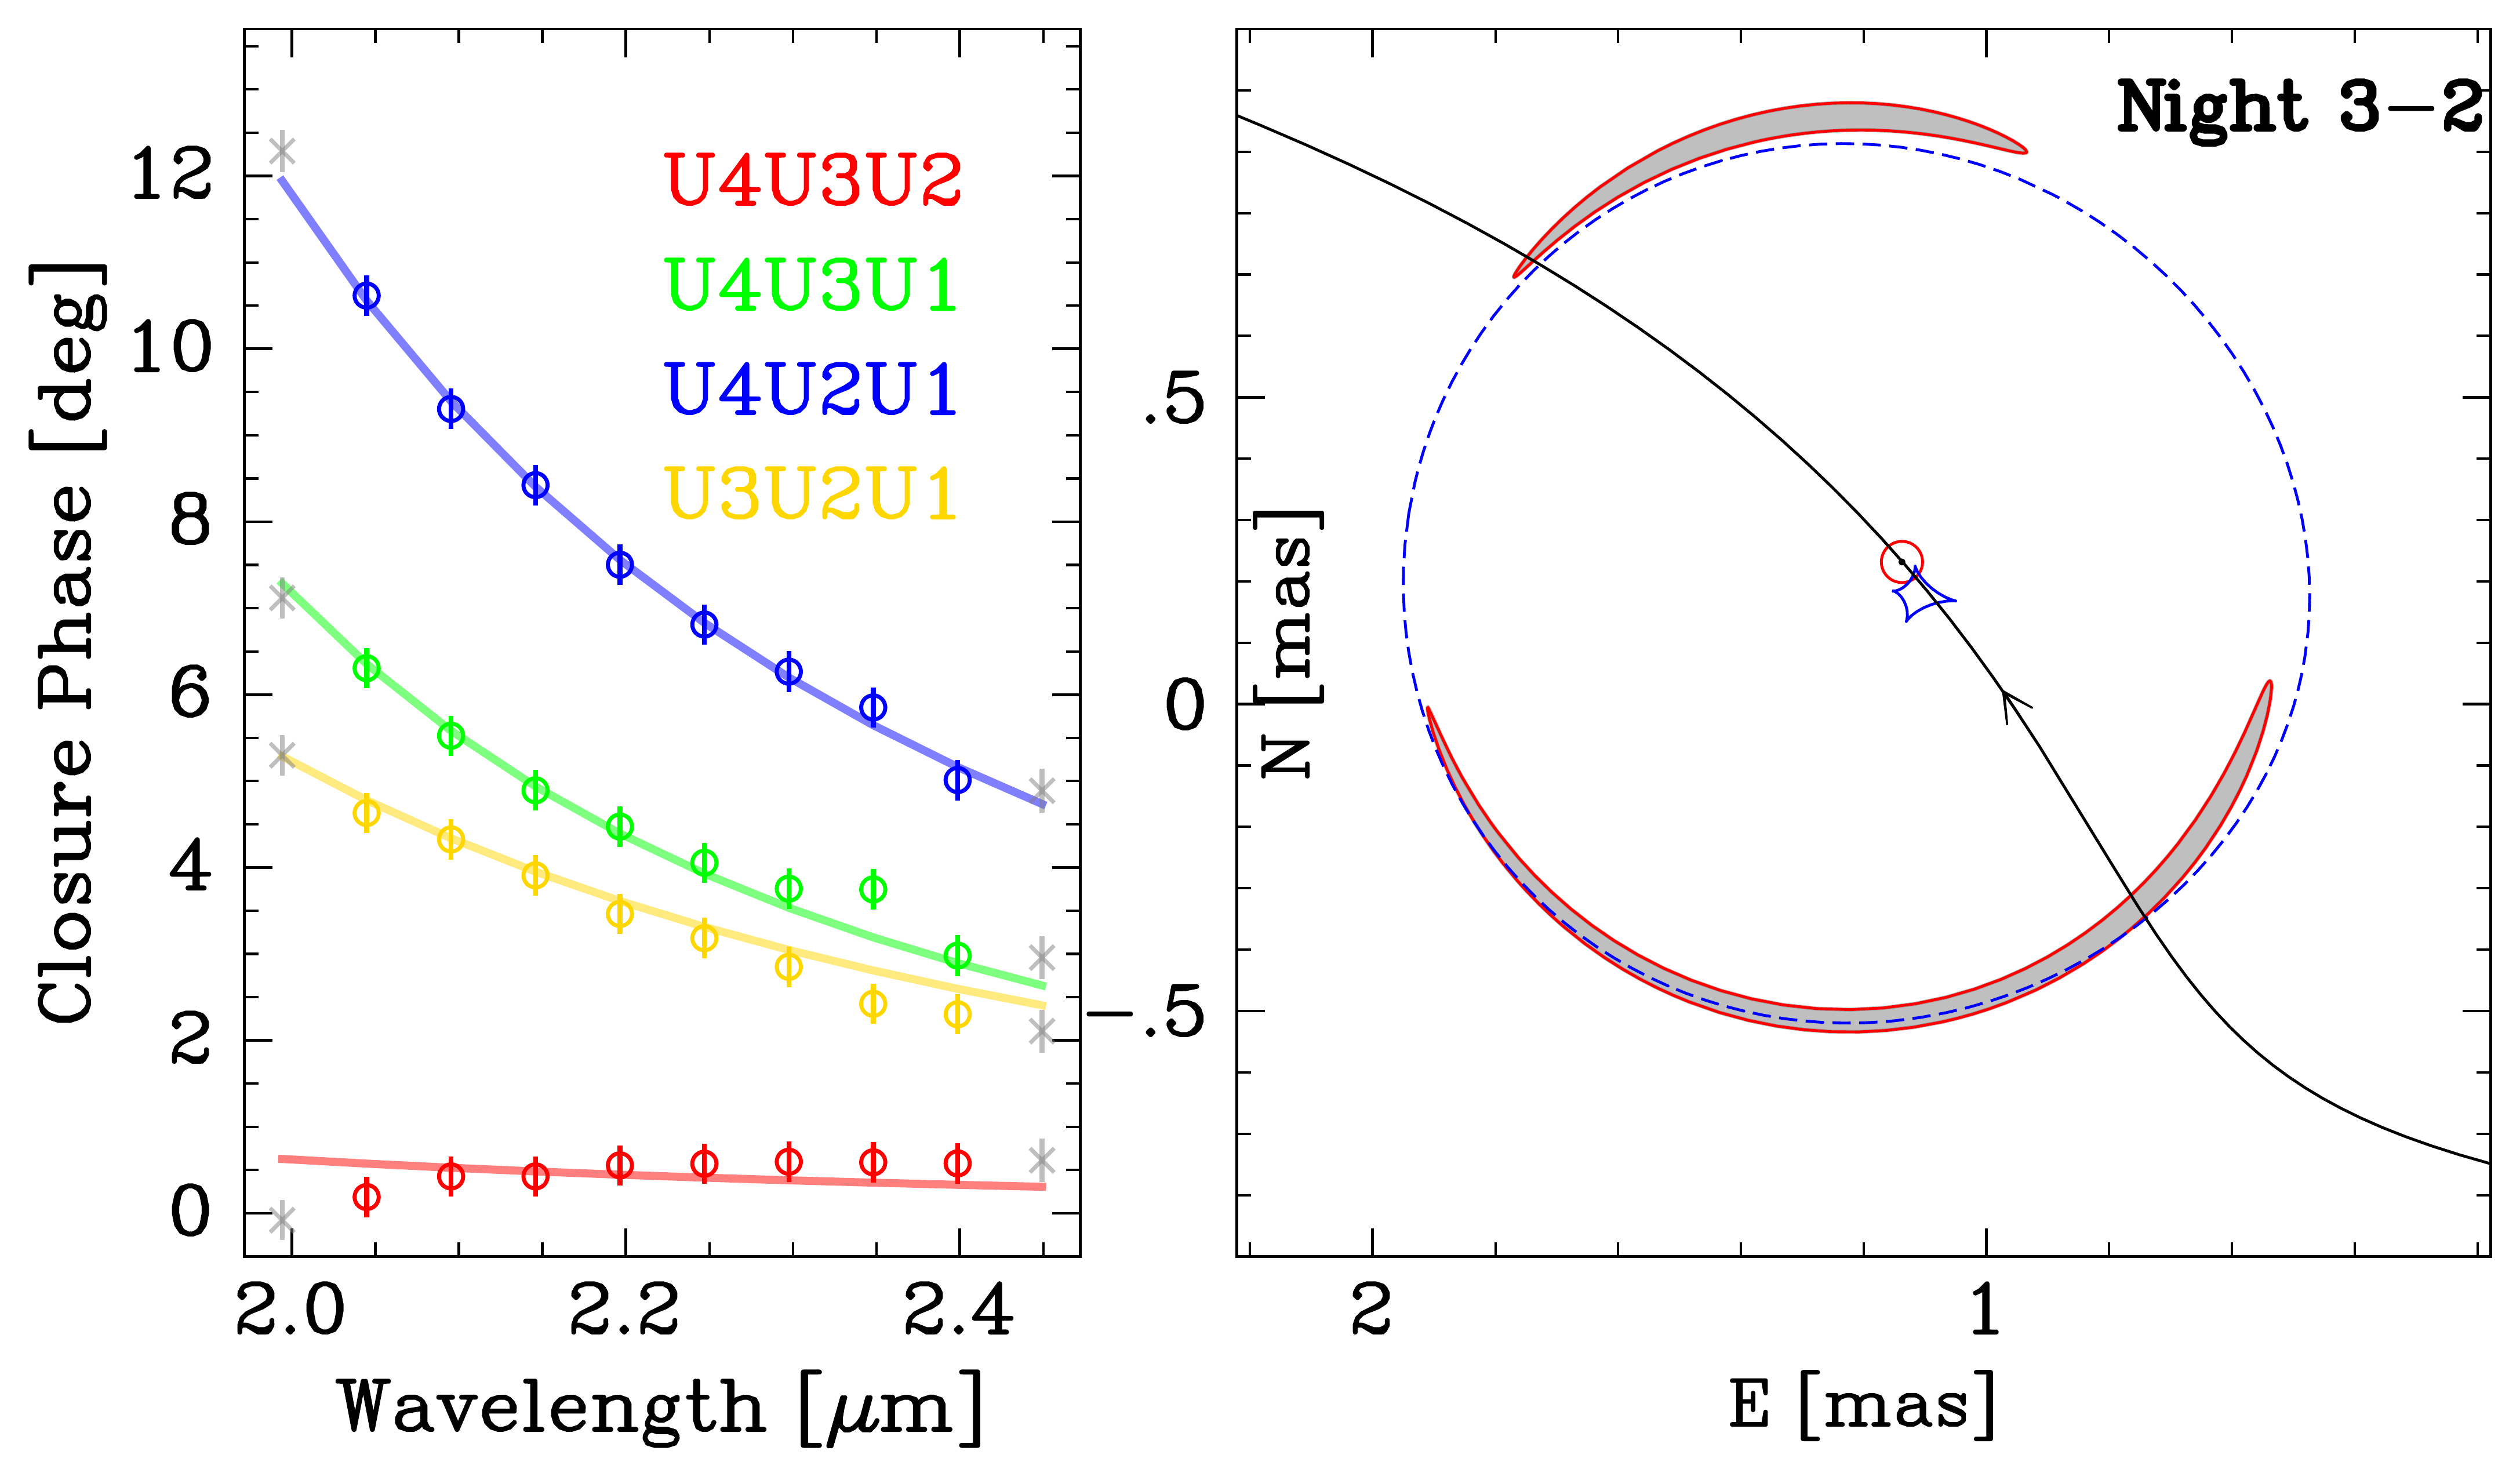 Closure Phase [deg]
12
10
8
6
4
2
0
U4U3U2
U4U3U1
U4U2U1
U3U2U1
2.0 2.2 2.4
Wavelength [μm]
Night 3−2
N [mas]
.5
0
−.5
2 1
E [mas]